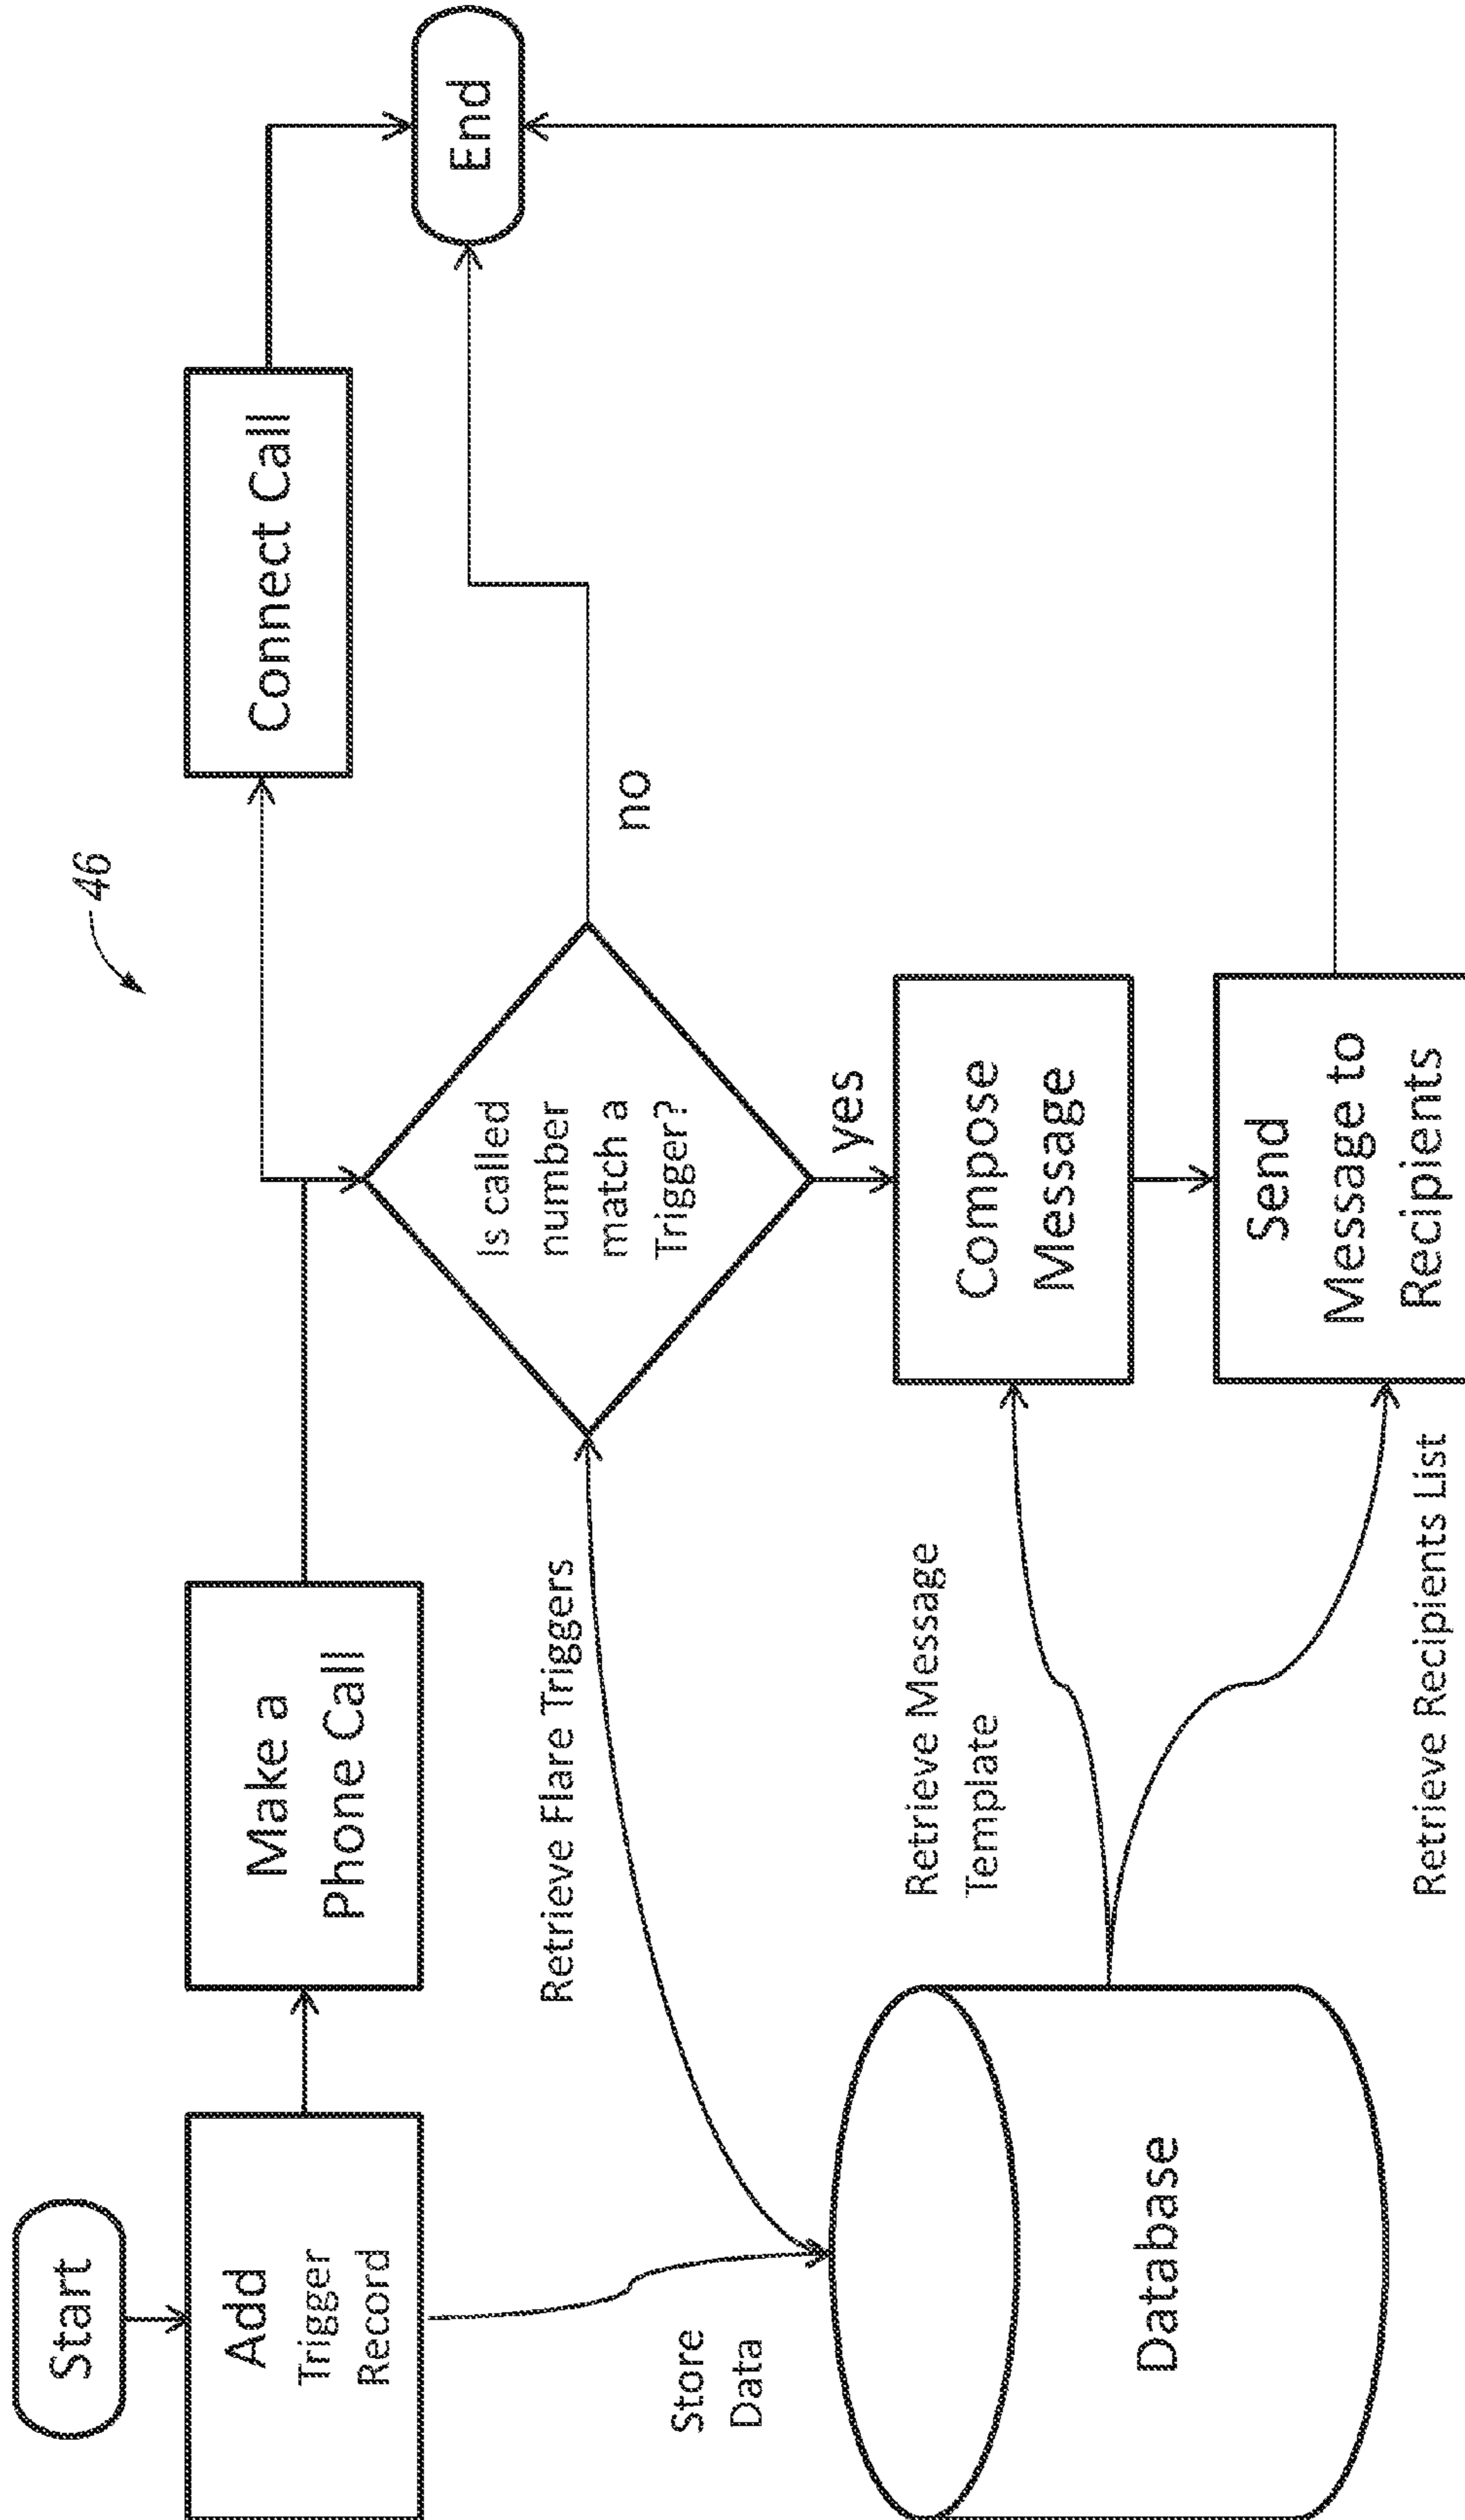 46
Start
Add
Trigger
Record
Make a
Phone Call
Connect Call
End
Store
Data
Retrieve Flare Triggers
Is called
number
match a
Trigger?
no
yes
Database
Retrieve Message
Template
Compose
Message
Retrieve Recipients List
Send
Message to
Recipients